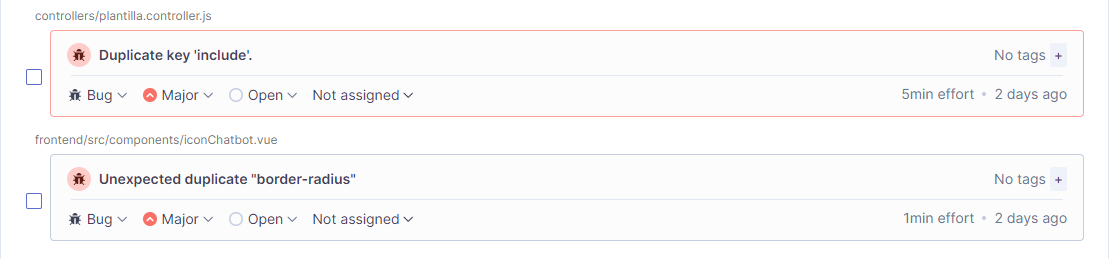 controllers/plantilla.controller.js
Duplicate key 'include'.
No tags +
Bug Major Open Not assigned
5min effort • 2 days ago
frontend/src/components/iconChatbot.vue
Unexpected duplicate "border-radius"
No tags +
Bug Major Open Not assigned
1min effort • 2 days ago